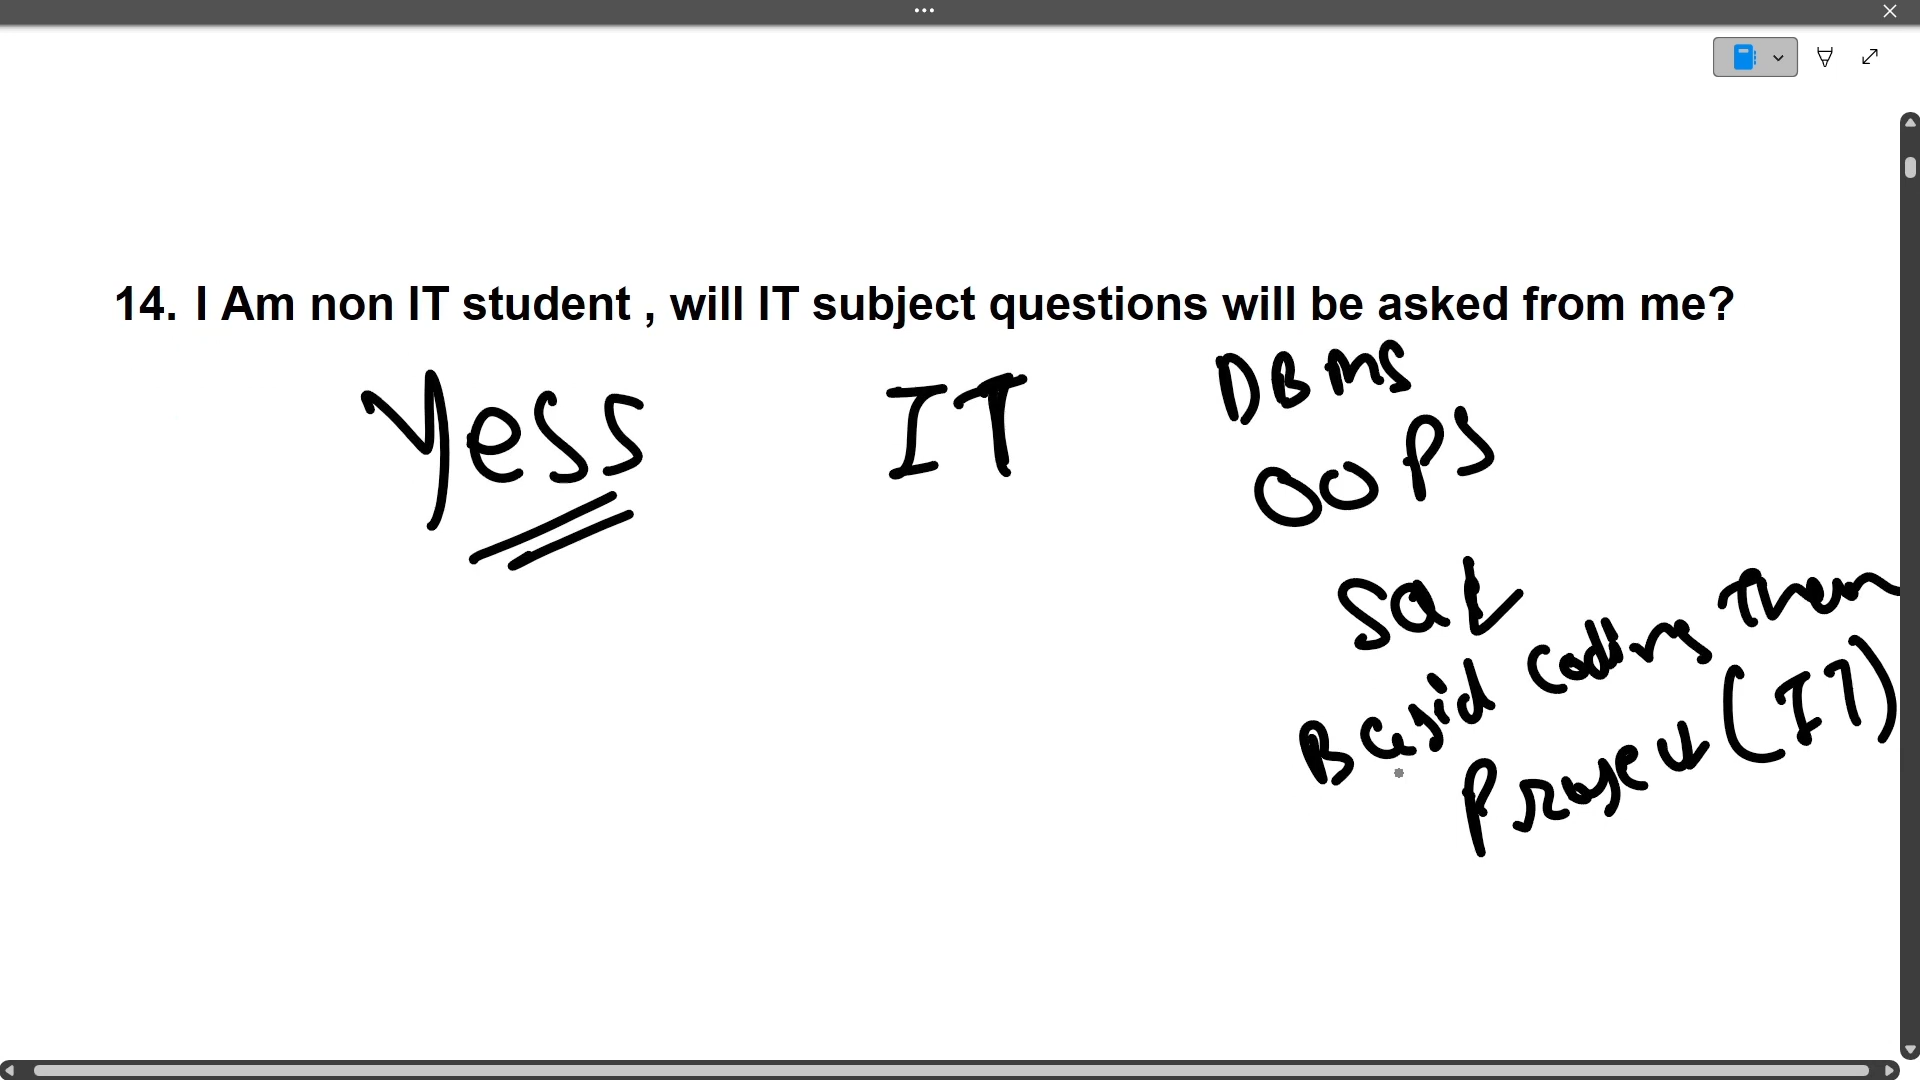 14. I Am non IT student , will IT subject questions will be asked from me?
Yess
IT
DBMS
OOPS
SQL
Basic Coding
Project (IT)